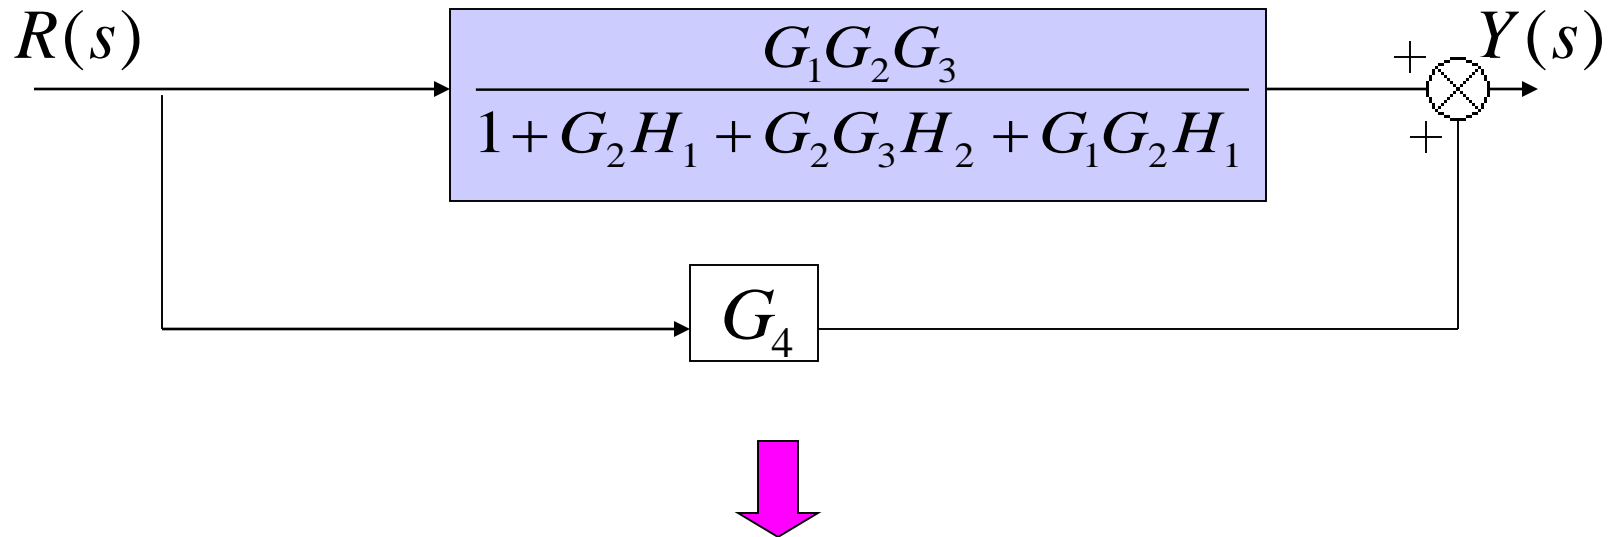 R(s)
G₁G₂G₃
1+G₂H₁+G₂G₃H₂+G₁G₂H₁
+
Y(s)
+
G₄